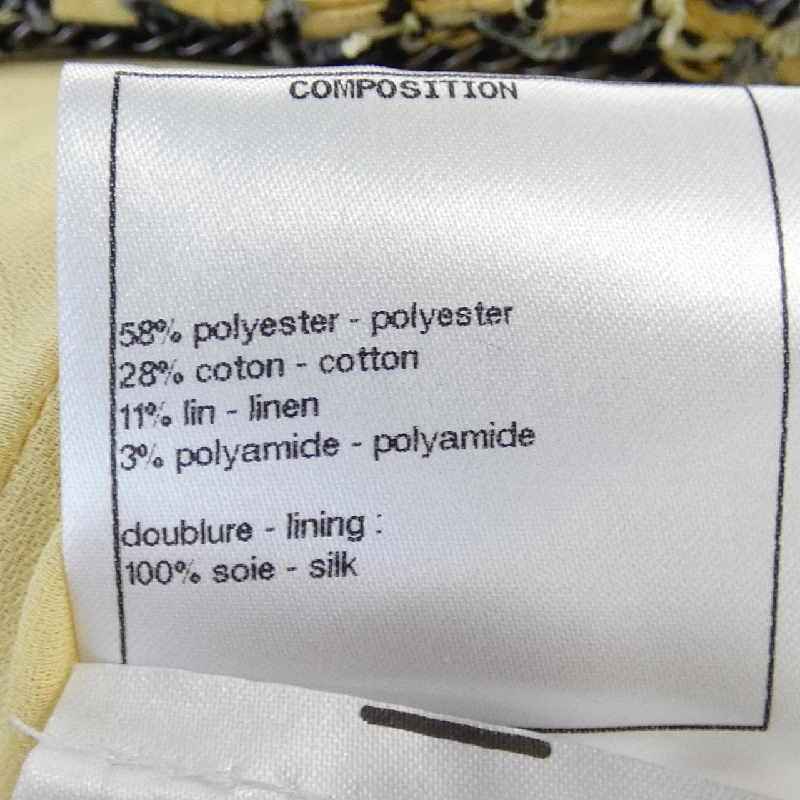 COMPOSITION
58% polyester - polyester
28% coton - cotton
11% lin - linen
3% polyamide - polyamide
doublure - lining :
100% soie - silk